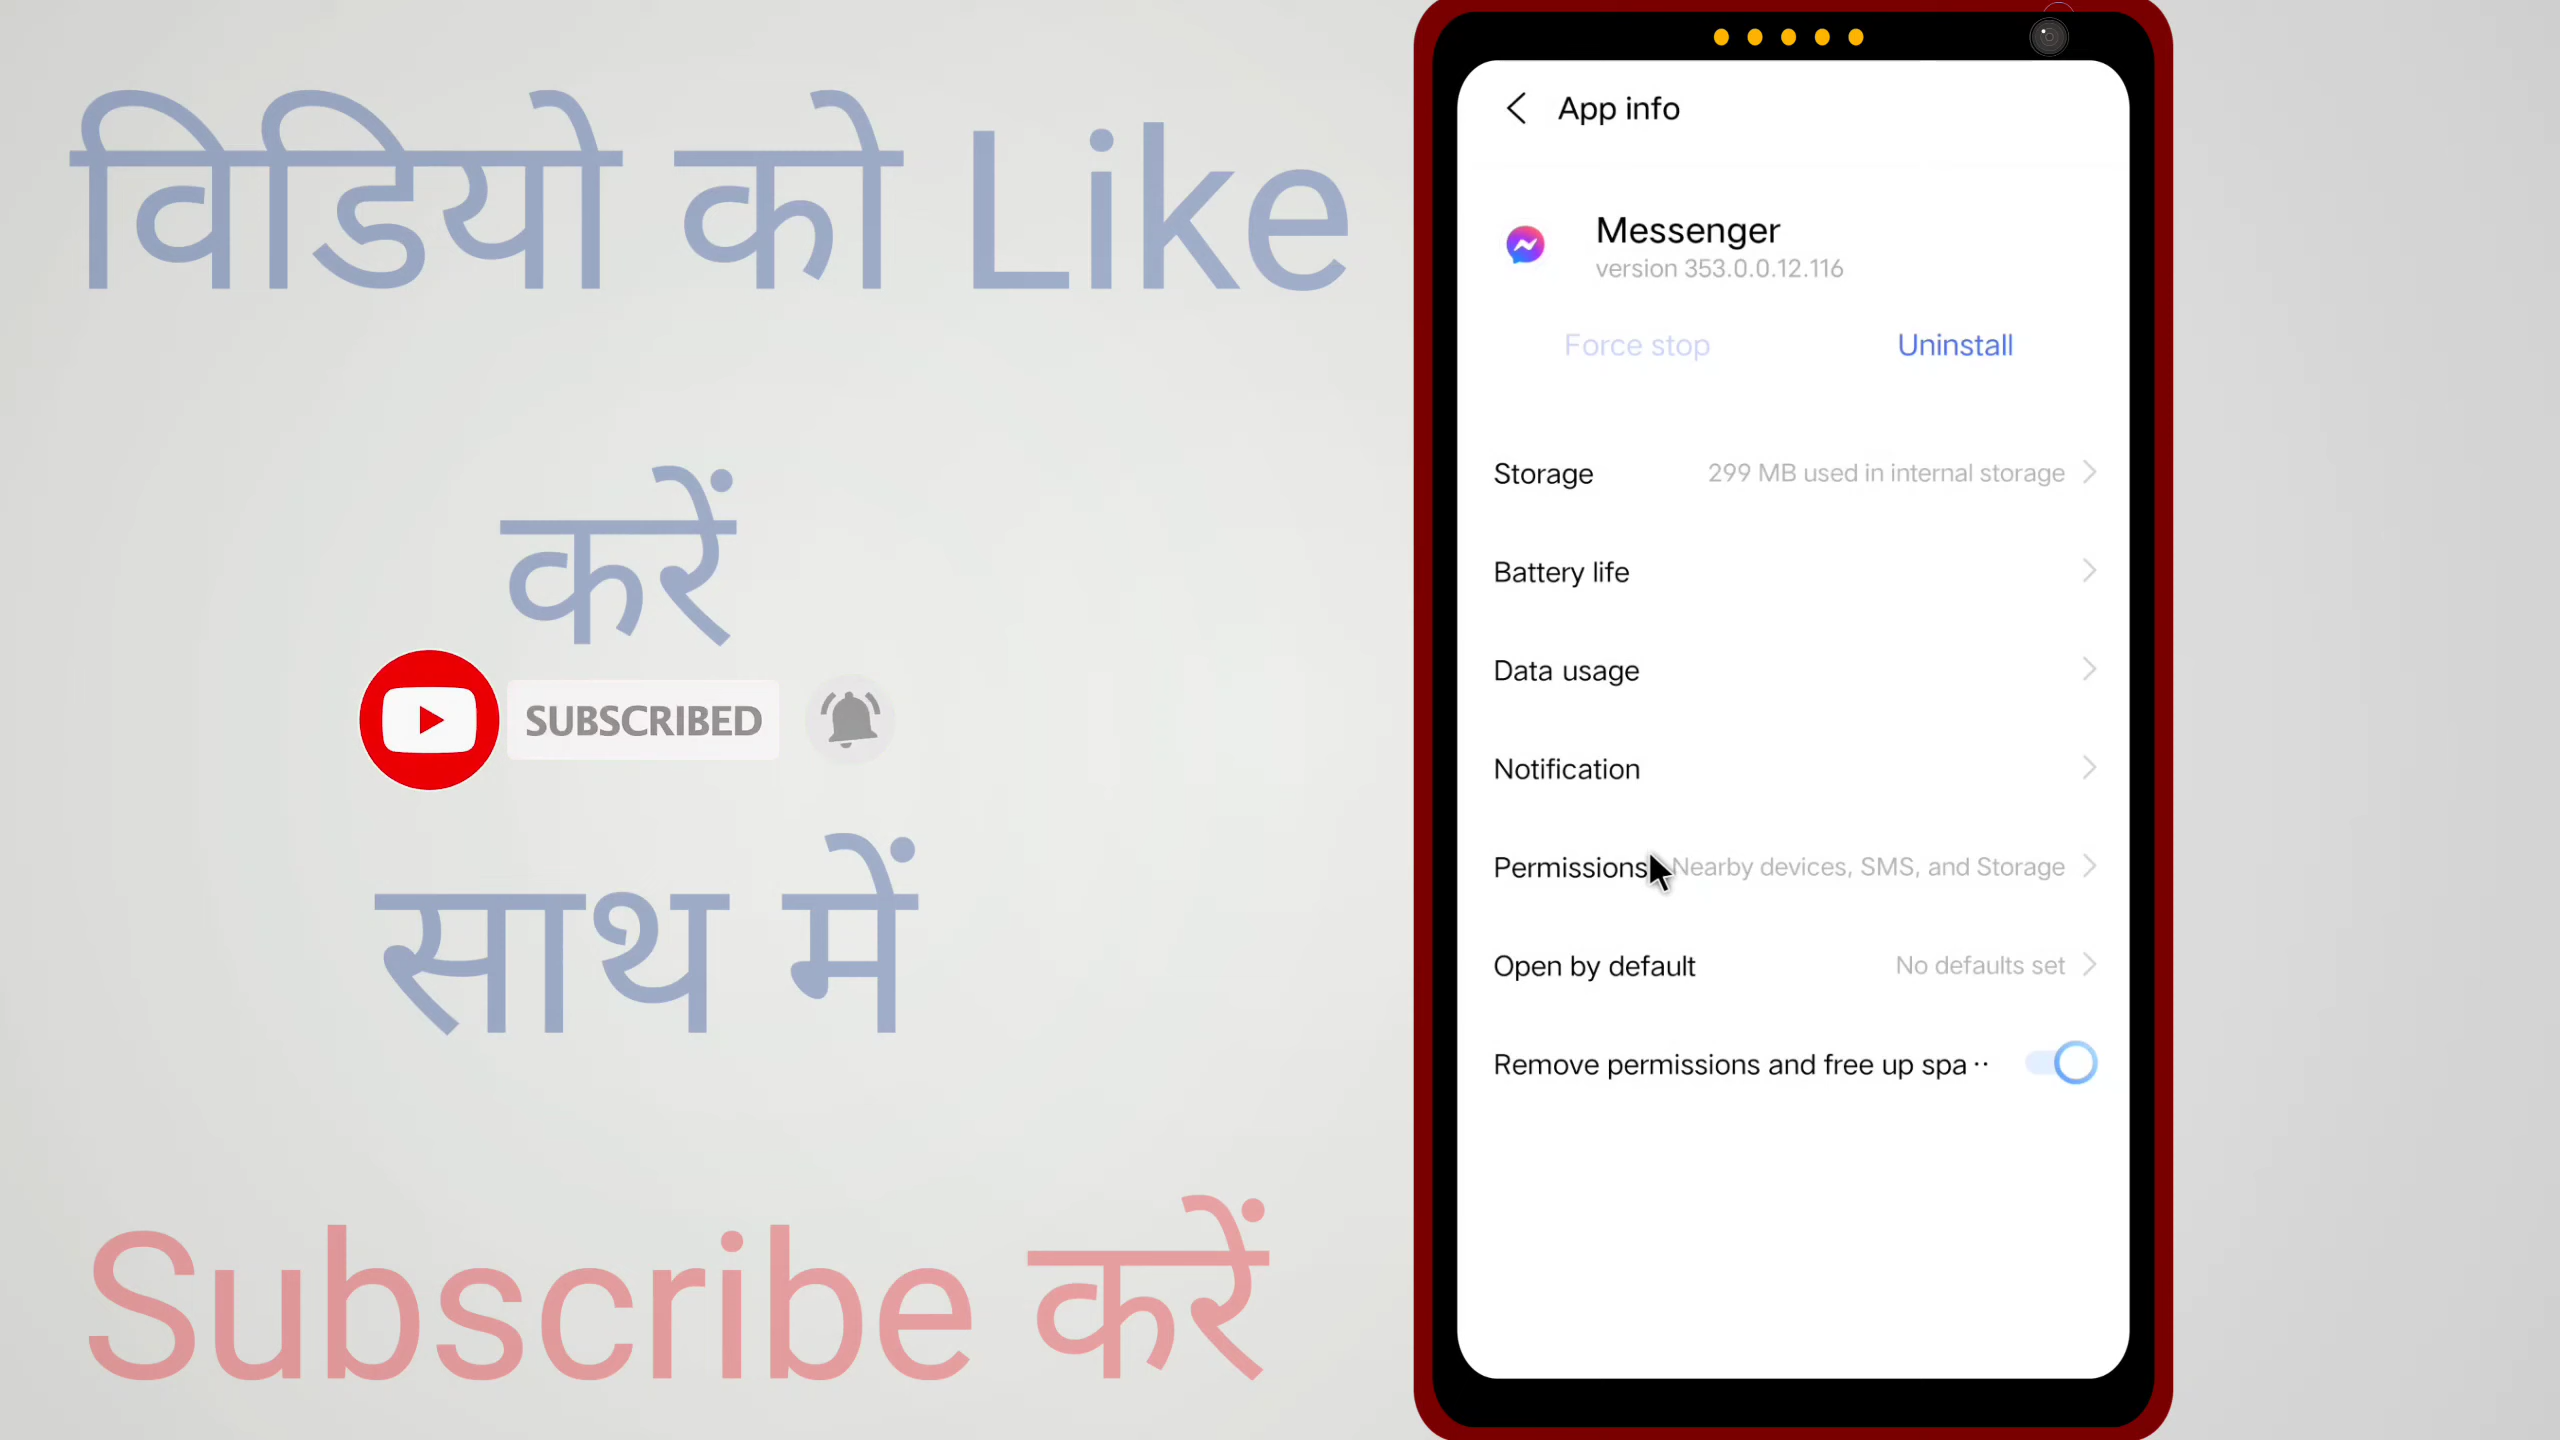 विडियो को Like
करें
SUBSCRIBED
साथ में
Subscribe करें
App info
Messenger
version 353.0.0.12.116
Force stop Uninstall
Storage 299 MB used in internal storage
Battery life
Data usage
Notification
Permissions Nearby devices, SMS, and Storage
Open by default No defaults set
Remove permissions and free up spa ··